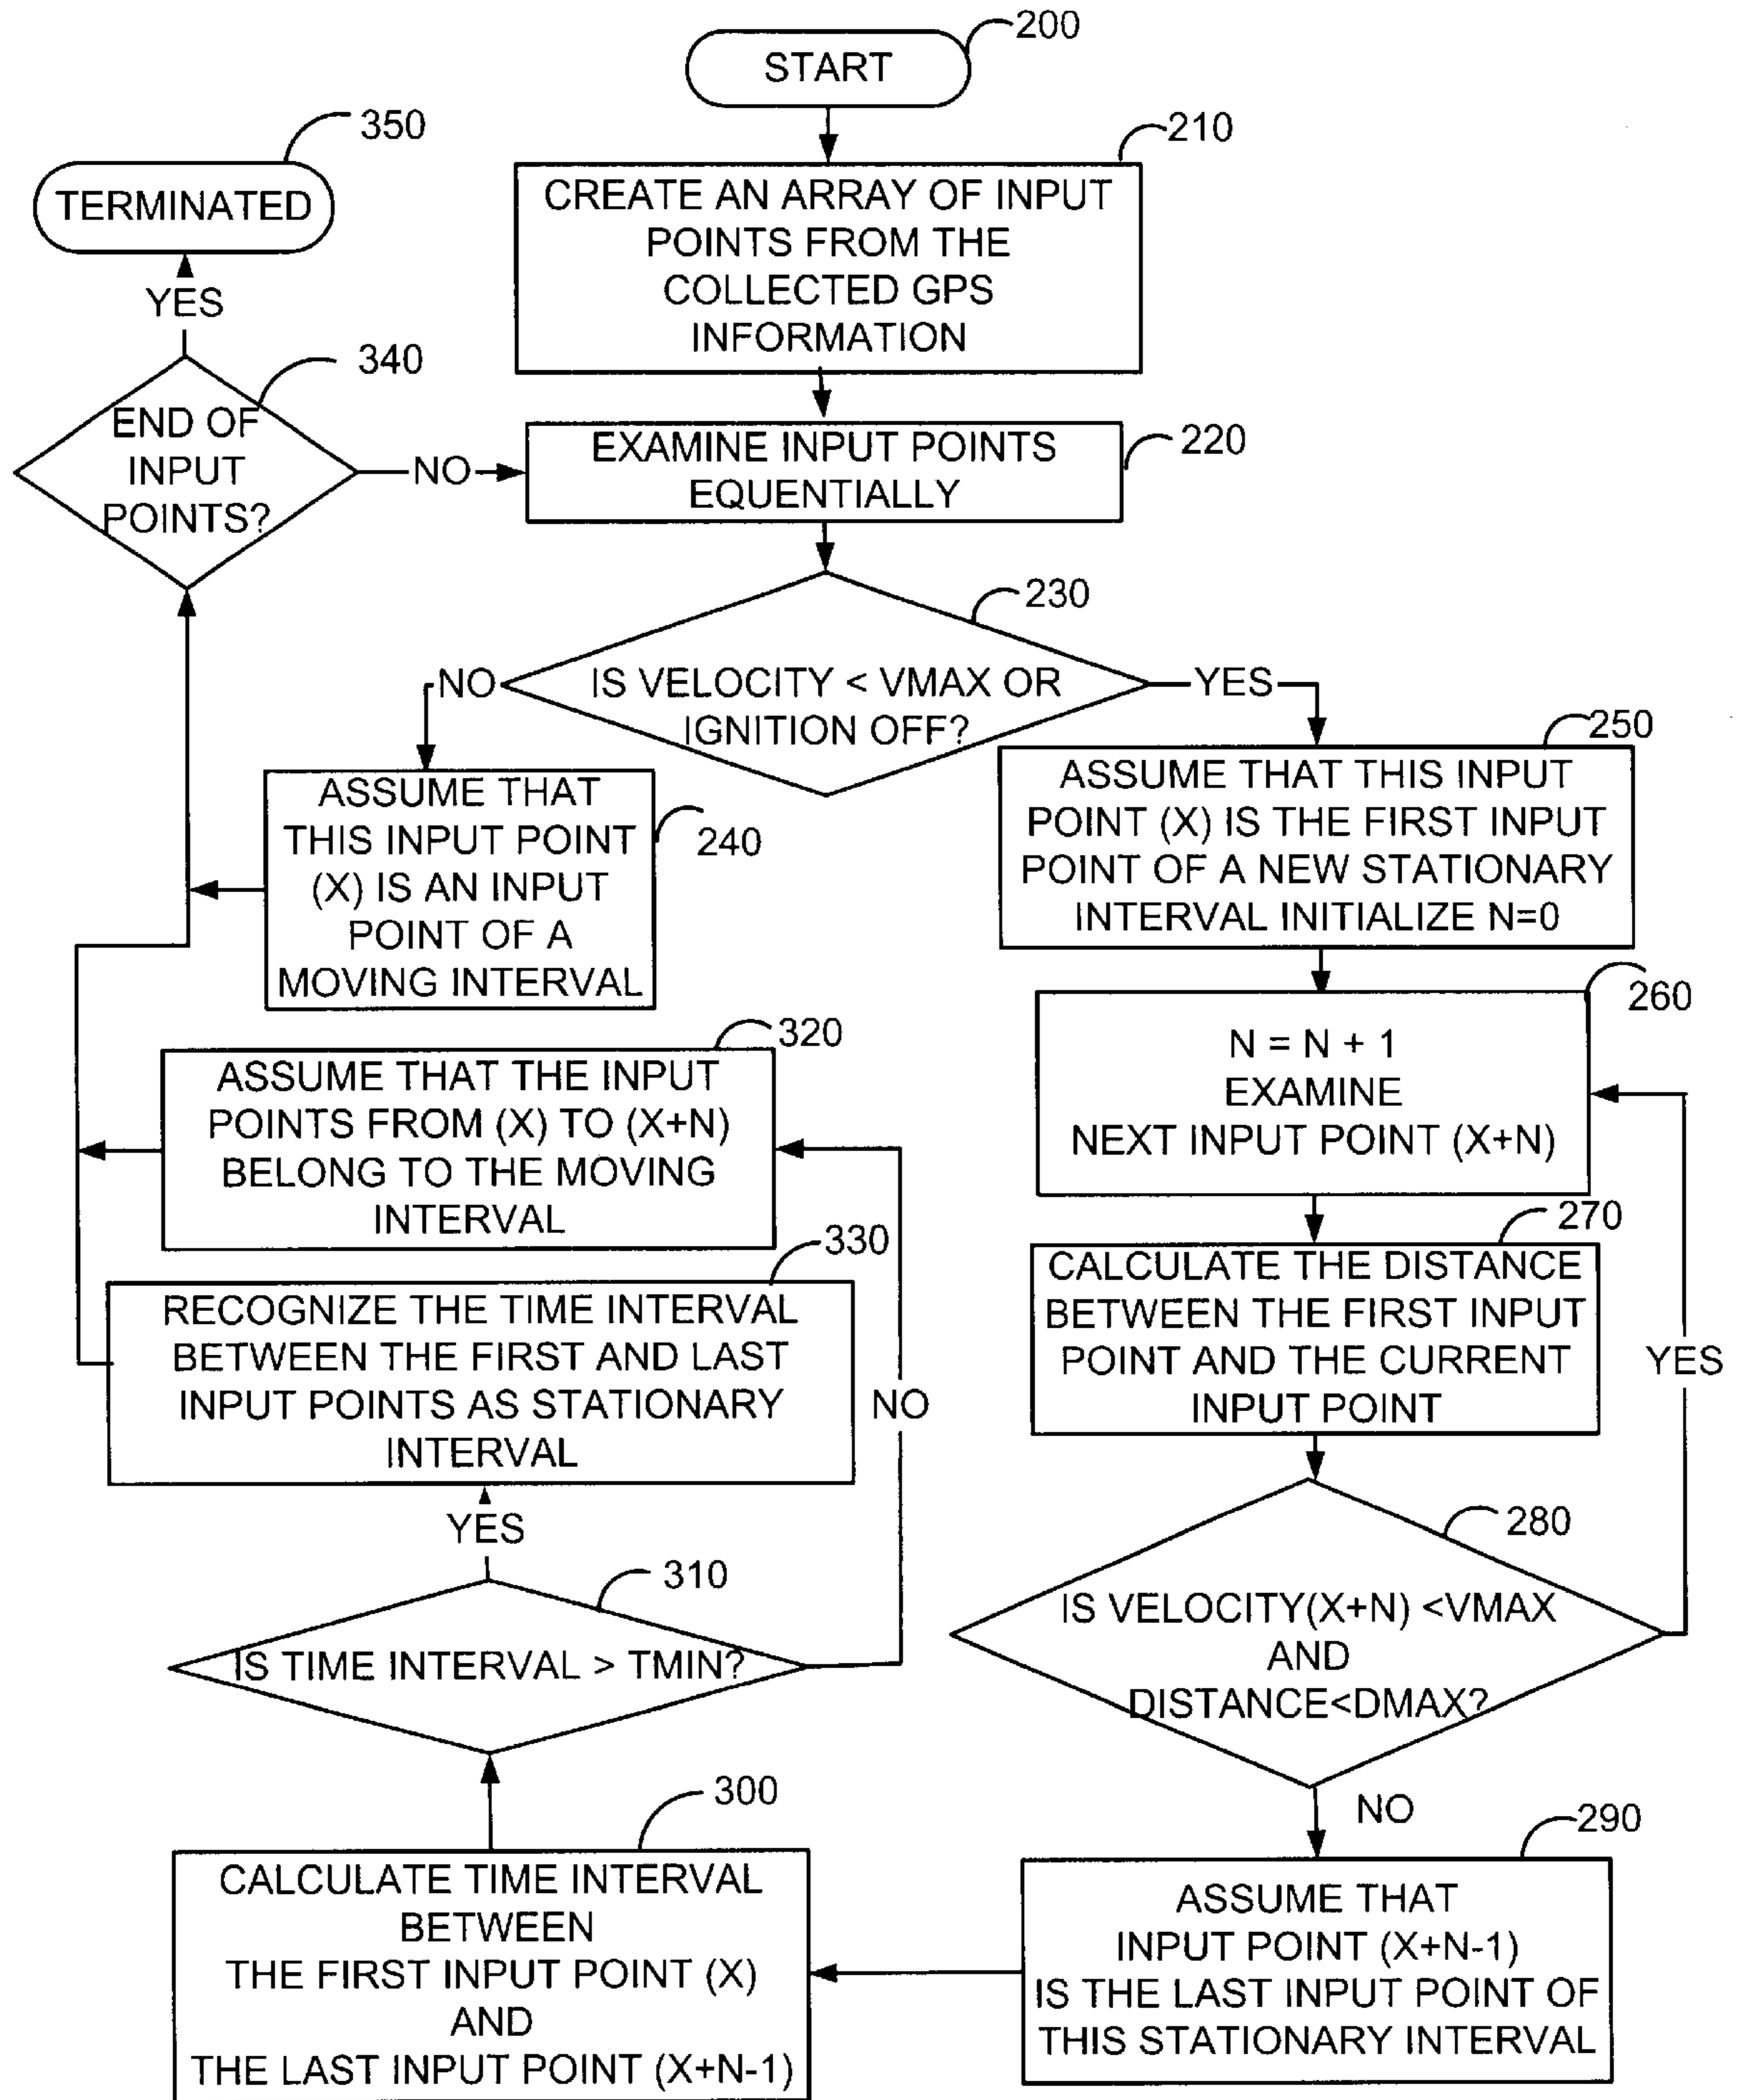 200
START
350
210
TERMINATED
CREATE AN ARRAY OF INPUT
POINTS FROM THE
COLLECTED GPS
INFORMATION
YES
340
END OF
INPUT
POINTS?
NO
EXAMINE INPUT POINTS
EQUENTIALLY
220
230
IS VELOCITY < VMAX OR
IGNITION OFF?
NO
YES
240
ASSUME THAT
THIS INPUT POINT
(X) IS AN INPUT
POINT OF A
MOVING INTERVAL
250
ASSUME THAT THIS INPUT
POINT (X) IS THE FIRST INPUT
POINT OF A NEW STATIONARY
INTERVAL INITIALIZE N=0
260
N = N + 1
EXAMINE
NEXT INPUT POINT (X+N)
320
ASSUME THAT THE INPUT
POINTS FROM (X) TO (X+N)
BELONG TO THE MOVING
INTERVAL
270
CALCULATE THE DISTANCE
BETWEEN THE FIRST INPUT
POINT AND THE CURRENT
INPUT POINT
YES
330
RECOGNIZE THE TIME INTERVAL
BETWEEN THE FIRST AND LAST
INPUT POINTS AS STATIONARY
INTERVAL
NO
YES
280
IS VELOCITY(X+N) <VMAX
AND
DISTANCE<DMAX?
310
IS TIME INTERVAL > TMIN?
NO
290
ASSUME THAT
INPUT POINT (X+N-1)
IS THE LAST INPUT POINT OF
THIS STATIONARY INTERVAL
300
CALCULATE TIME INTERVAL
BETWEEN
THE FIRST INPUT POINT (X)
AND
THE LAST INPUT POINT (X+N-1)